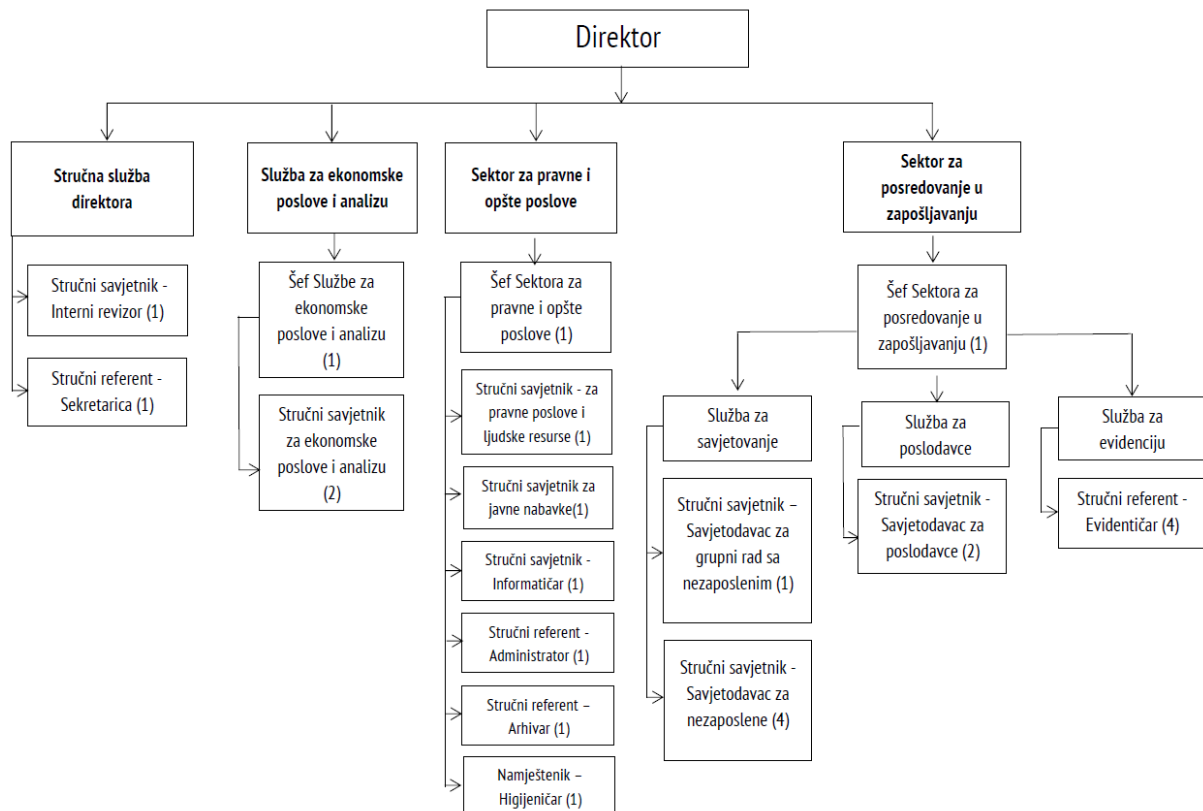 Direktor
Stručna služba
direktora
Služba za ekonomske
poslove i analizu
Sektor za pravne i
opšte poslove
Sektor za
posredovanje u
zapošljavanju
Stručni savjetnik -
Interni revizor (1)
Stručni referent -
Sekretarica (1)
Šef Službe za
ekonomske
poslove i analizu
(1)
Stručni savjetnik
za ekonomske
poslove i analizu
(2)
Šef Sektora za
pravne i opšte
poslove (1)
Stručni savjetnik - za
pravne poslove i
ljudske resurse (1)
Stručni savjetnik za
javne nabavke(1)
Stručni savjetnik -
Informatičar (1)
Stručni referent -
Administrator (1)
Stručni referent –
Arhivar (1)
Namještenik –
Higijeničar (1)
Šef Sektora za
posredovanje u
zapošljavanju (1)
Služba za
savjetovanje
Stručni savjetnik –
Savjetodavac za
grupni rad sa
nezaposlenim (1)
Stručni savjetnik -
Savjetodavac za
nezaposlene (4)
Služba za
poslodavce
Stručni savjetnik -
Savjetodavac za
poslodavce (2)
Služba za
evidenciju
Stručni referent -
Evidentičar (4)